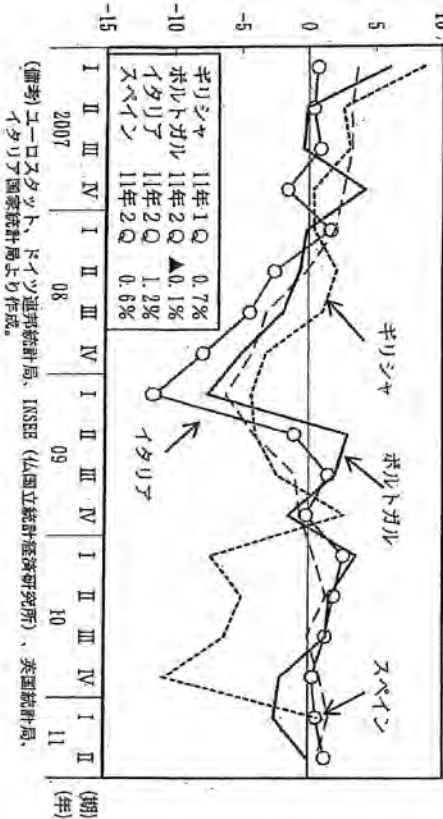 10
5
0
-5
-10
-15
ギリシャ
ポルトガル
スペイン
イタリア
ギリシャ 11年1Q 0.7%
ポルトガル 11年2Q ▲0.1%
イタリア 11年2Q 1.2%
スペイン 11年2Q 0.6%
Ⅰ Ⅱ Ⅲ Ⅳ Ⅰ Ⅱ Ⅲ Ⅳ Ⅰ Ⅱ Ⅲ Ⅳ Ⅰ Ⅱ Ⅲ Ⅳ Ⅰ Ⅱ (期)
2007 08 09 10 11 (年)
(備考)ユーロスタット、ドイツ連邦統計局、INSEE(仏国立統計経済研究所)、英国統計局、
イタリア国家統計局より作成。